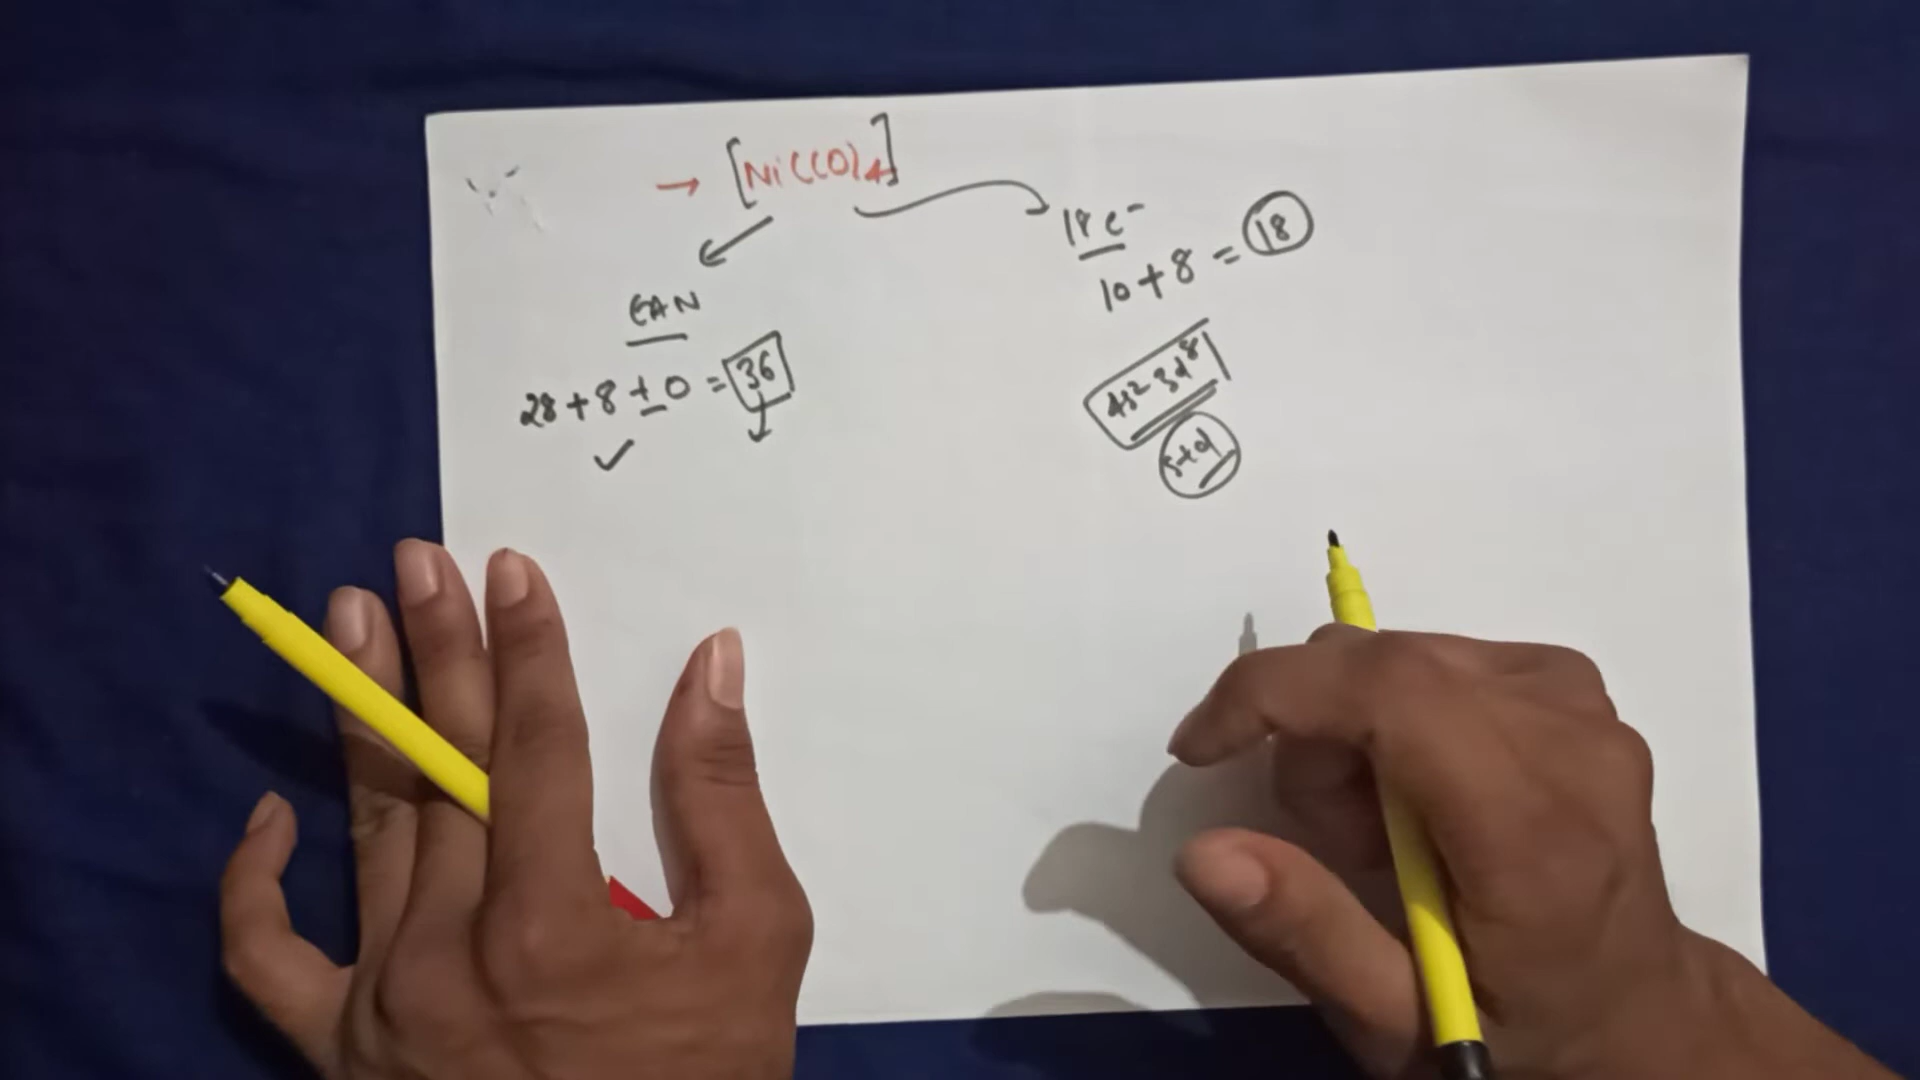 → [Ni(CO)4]
EAN
28+8±0=36
18 e-
10+8=18
4s² 3d⁸
s+d